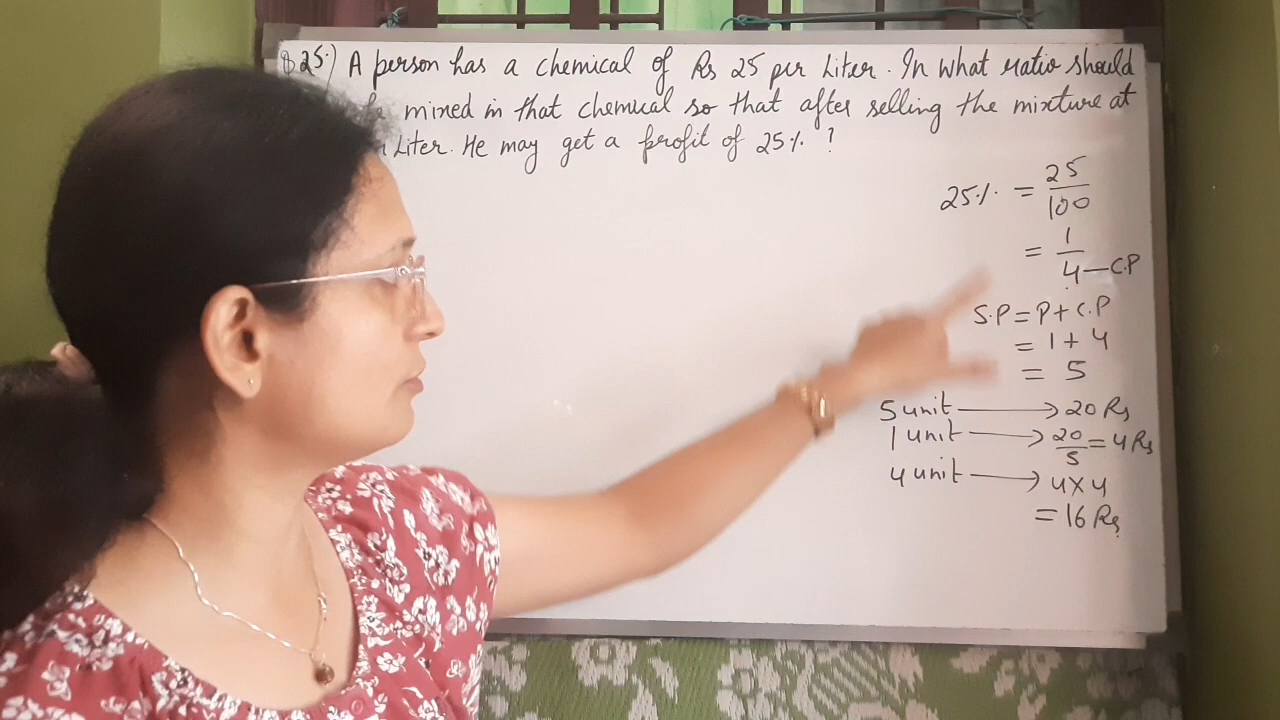 Q 25.) A person has a chemical of Rs 25 per Liter. In what ratio should
mixed in that chemical so that after selling the mixture at
Liter. He may get a profit of 25% ?
25% = 25/100
= 1/4 — C.P
S.P = P + C.P
= 1 + 4
= 5
5 unit → 20 Rs
1 unit → 20/5 = 4 Rs
4 unit → 4 X 4
= 16 Rs